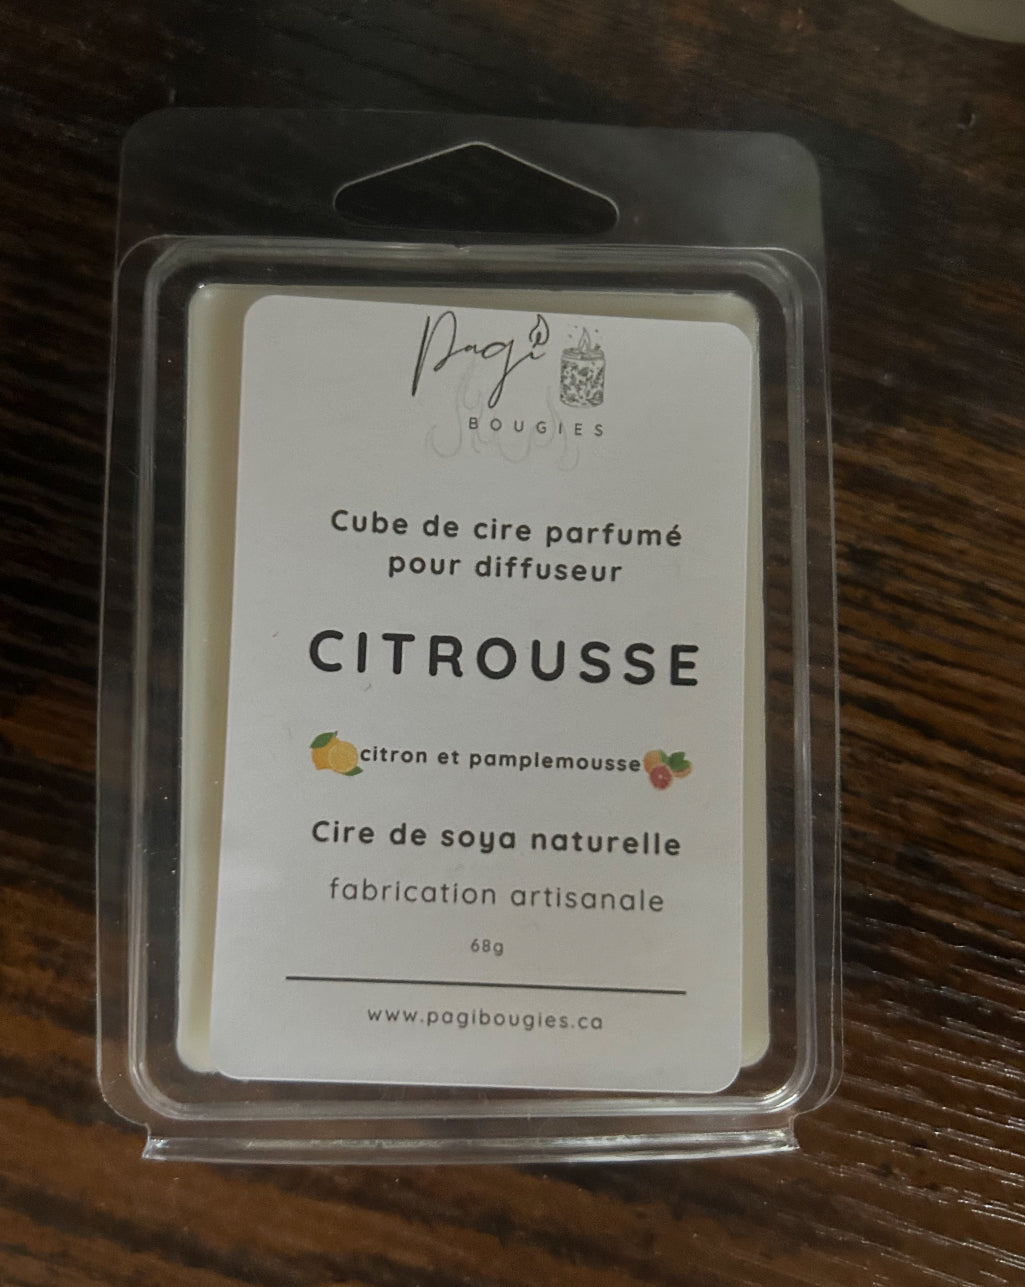 Pagi
BOUGIES
Cube de cire parfumé
pour diffuseur
CITROUSSE
citron et pamplemousse
Cire de soya naturelle
fabrication artisanale
68g
www.pagibougies.ca